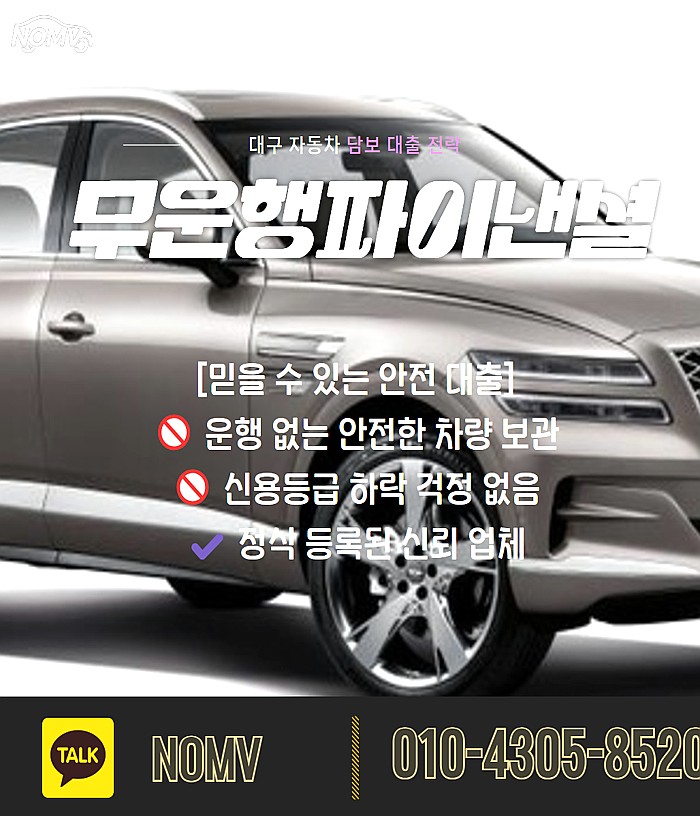 NOMV
대구 자동차 담보 대출 전략
무운행파이낸셜
[믿을 수 있는 안전 대출]
운행 없는 안전한 차량 보관
신용등급 하락 걱정 없음
정식 등록된 신뢰 업체
TALK
NOMV
010-4305-8520